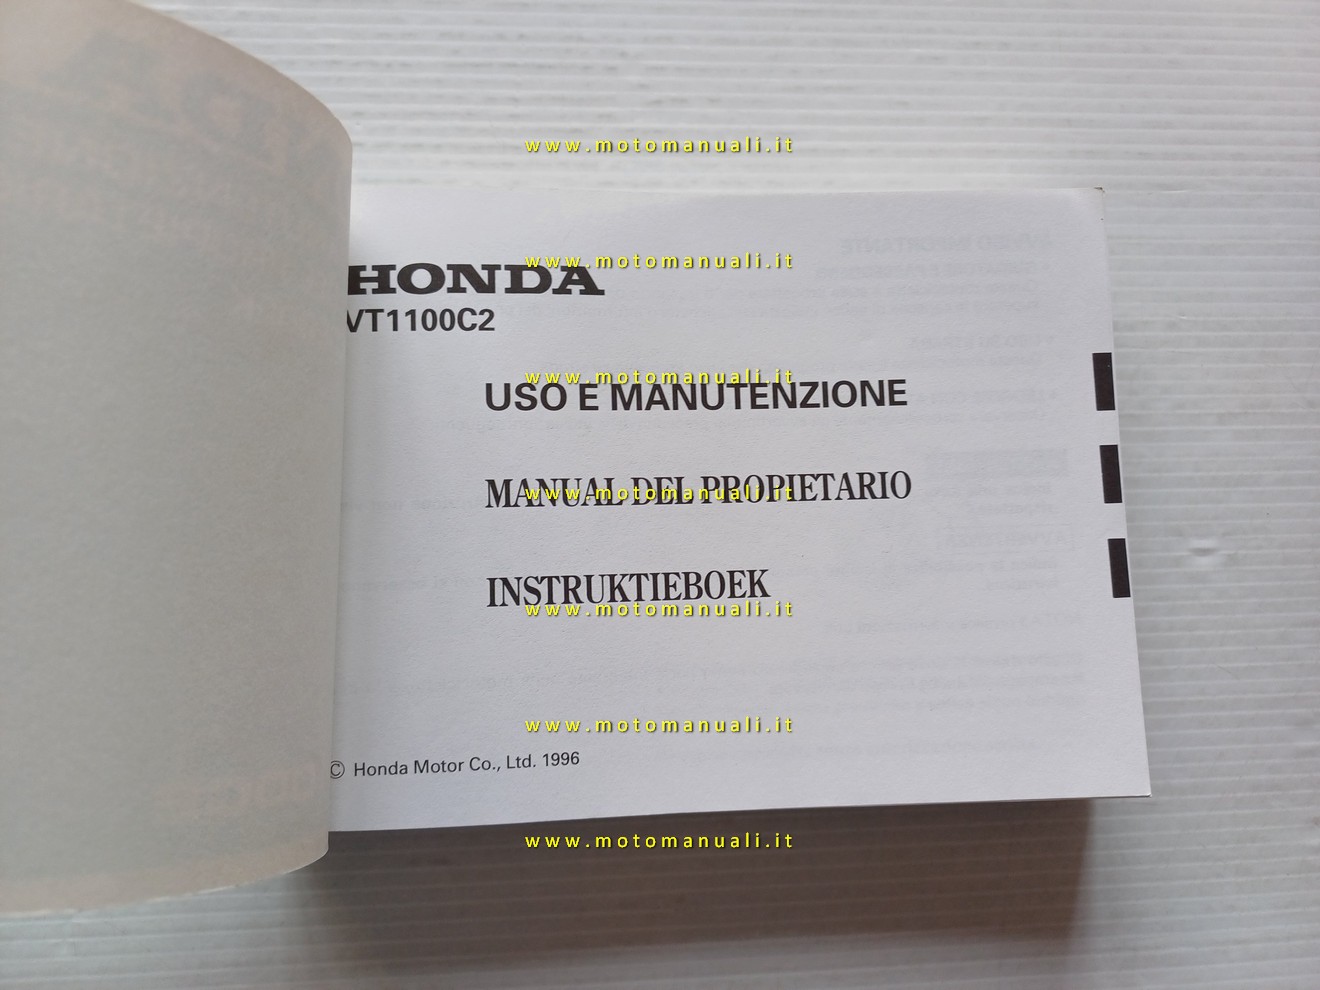 www.motomanuali.it
www.motomanuali.it
HONDA
VT1100C2
www.motomanuali.it
USO E MANUTENZIONE
MANUAL DEL PROPIETARIO
www.motomanuali.it
INSTRUKTIEBOEK
www.motomanuali.it
www.motomanuali.it
© Honda Motor Co., Ltd. 1996
www.motomanuali.it